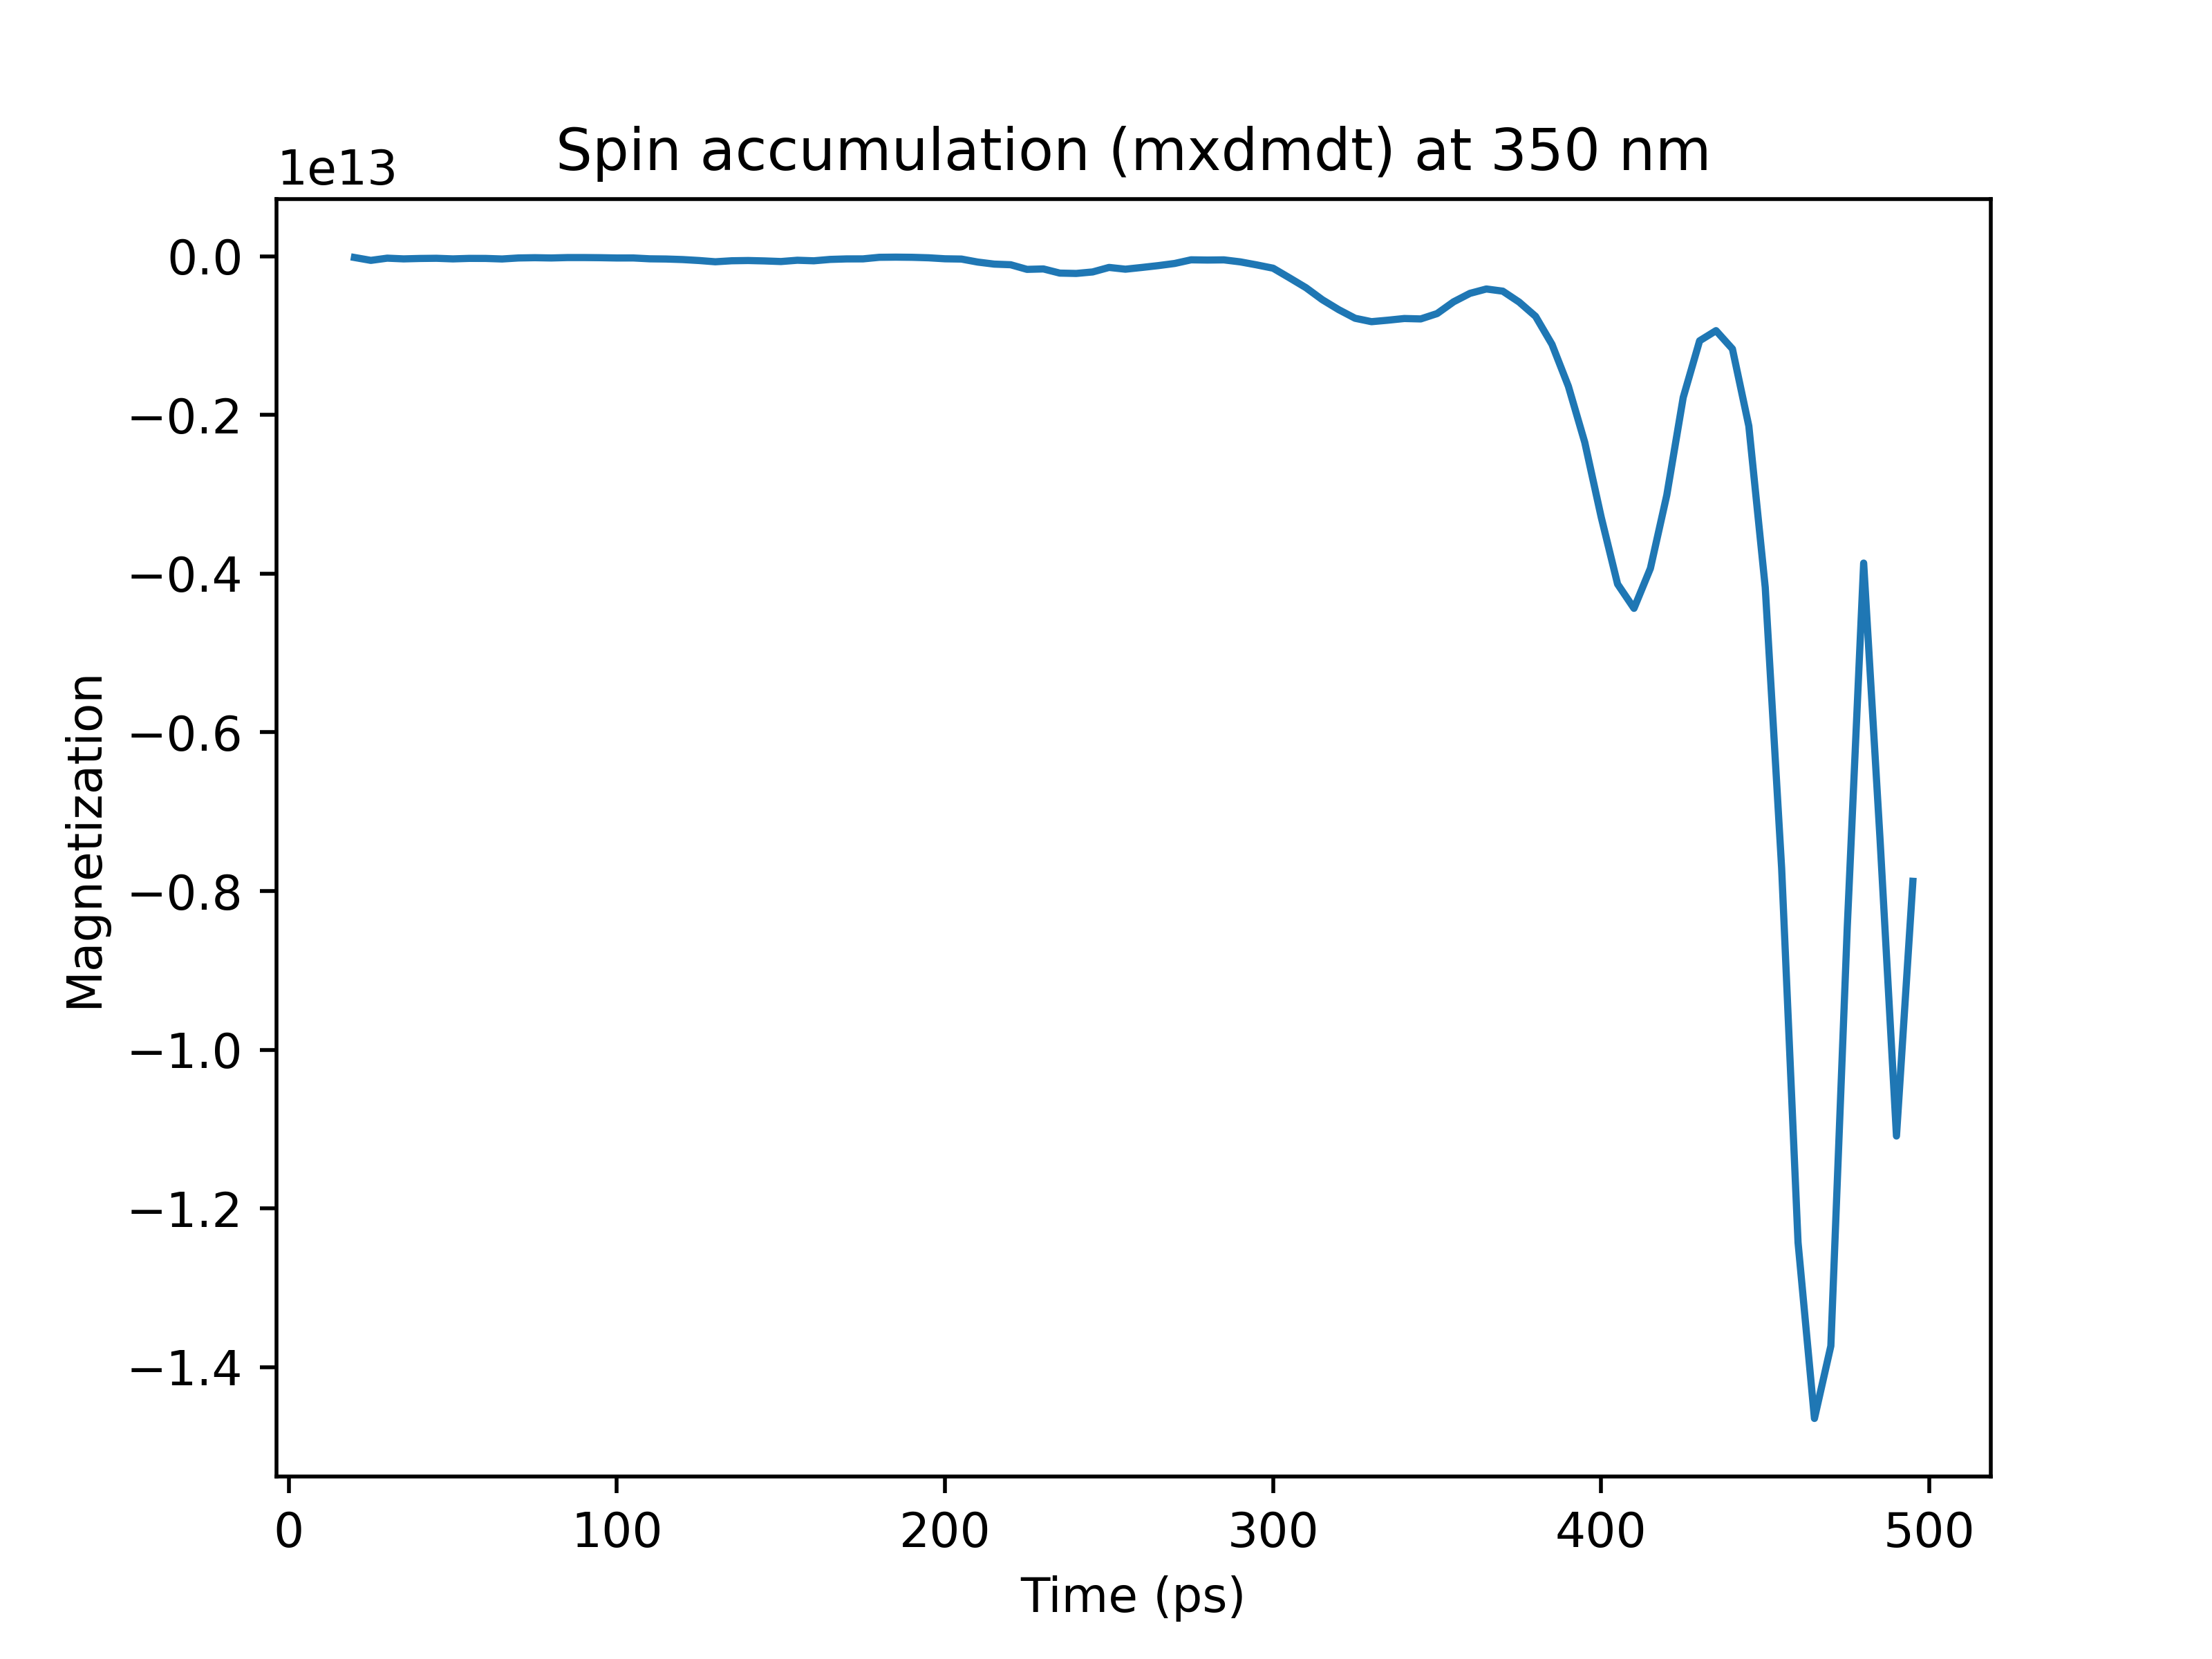 Spin accumulation (mxdmdt) at 350 nm
1e13
0.0
−0.2
−0.4
−0.6
−0.8
−1.0
−1.2
−1.4
Magnetization
0 100 200 300 400 500
Time (ps)